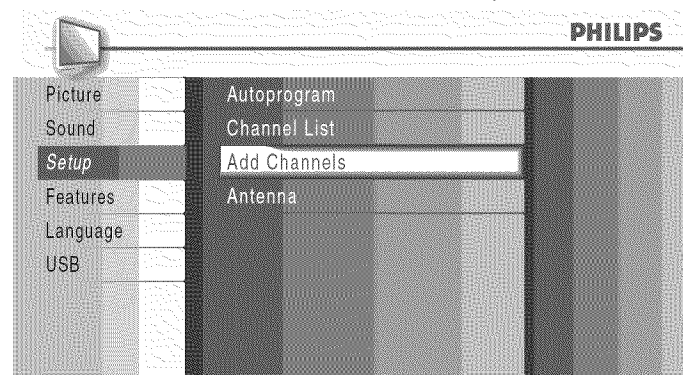 PHILIPS
Picture
Sound
Setup
Features
Language
USB
Autoprogram
Channel List
Add Channels
Antenna